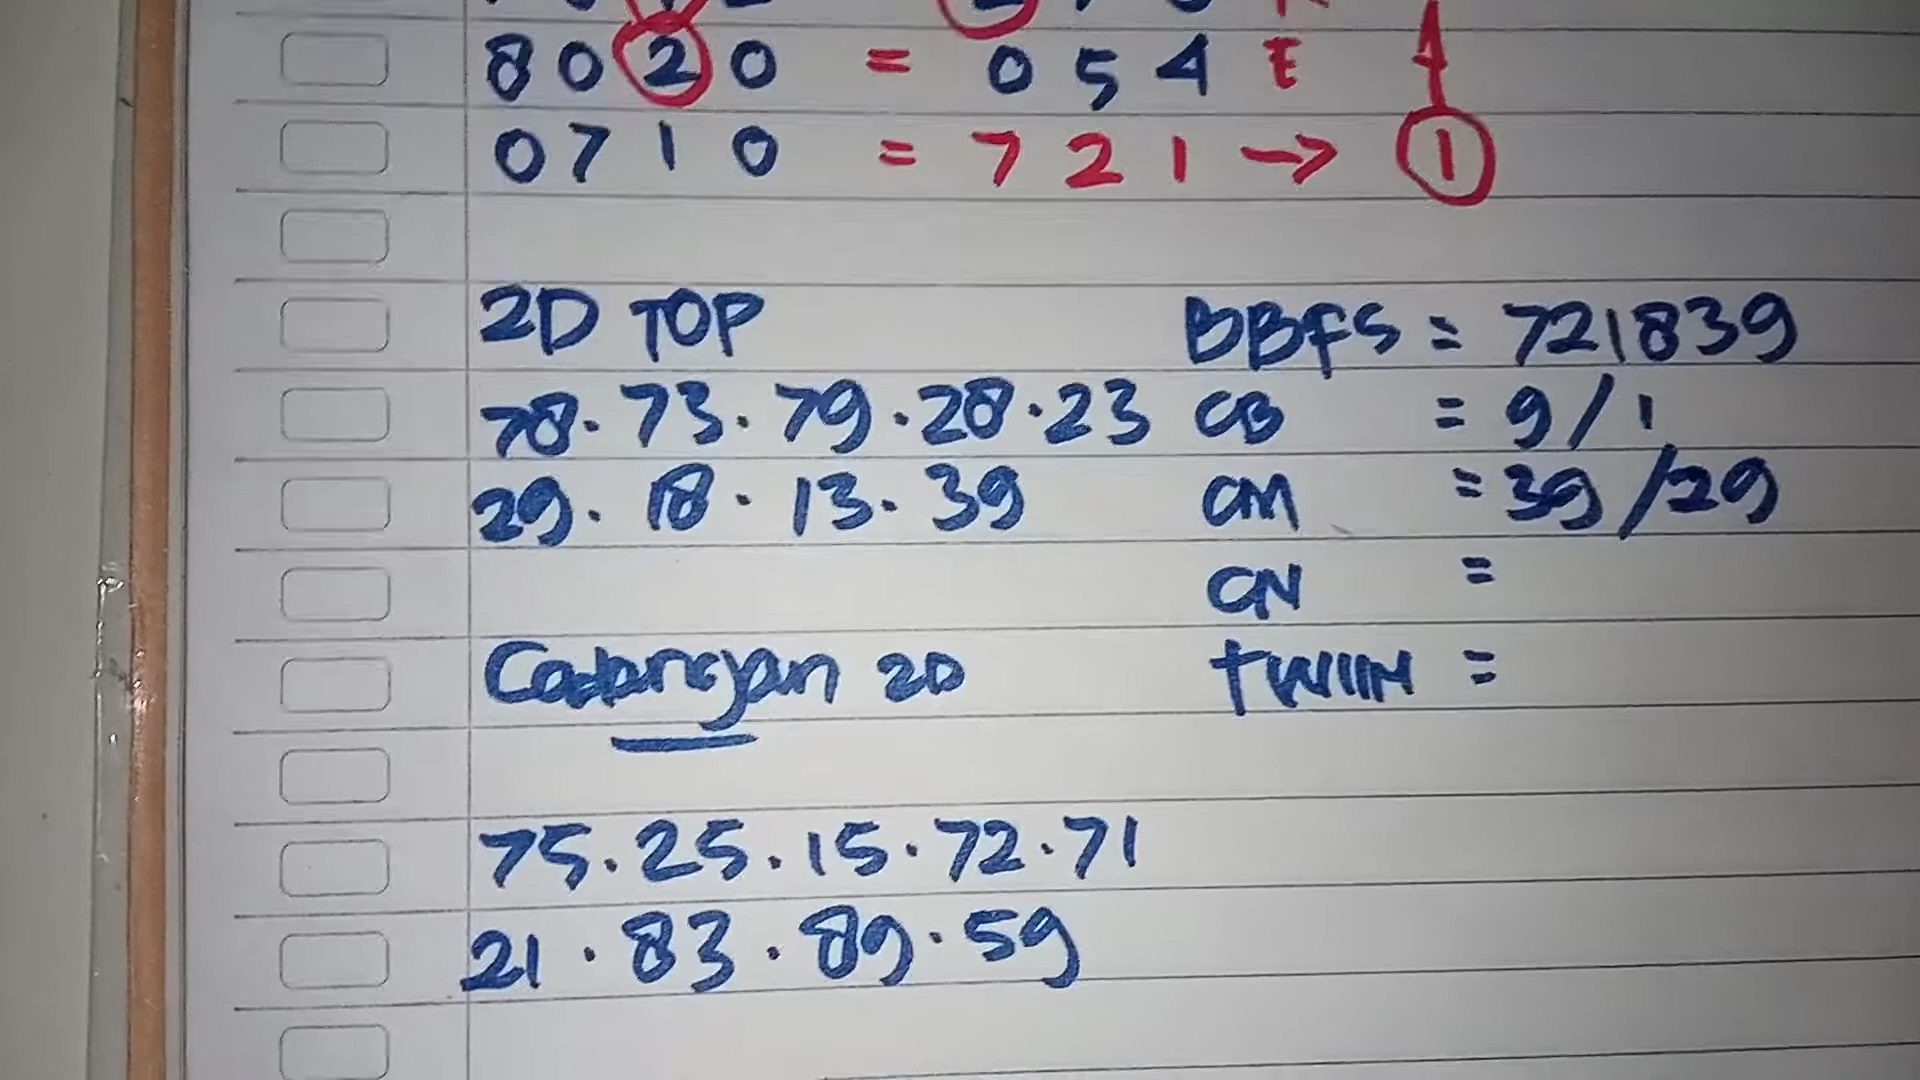 8020 = 054 E
0710 = 721 → 1
2D TOP
78. 73. 79. 28. 23
29. 18. 13. 39
BBFS = 721839
CB = 9/1
CM = 39/29
CN =
TWIIN =
Cadangan 2D
75. 25. 15. 72. 71
21. 83. 89. 59